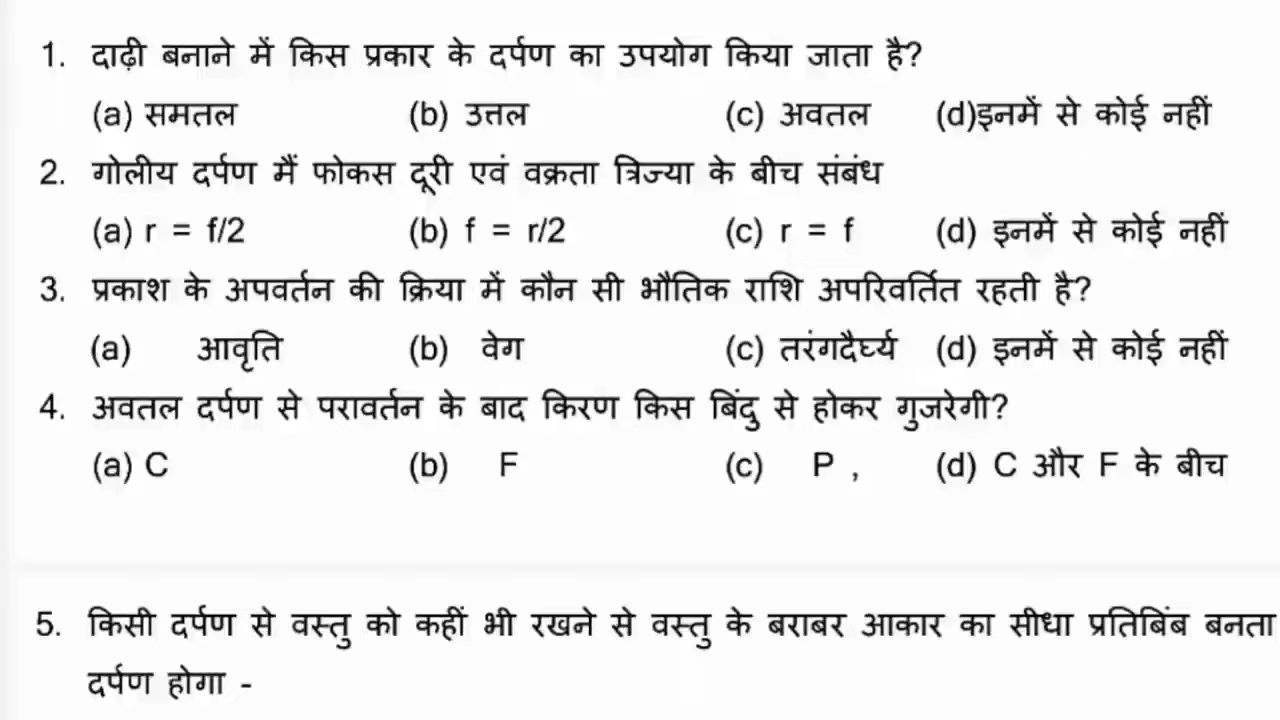 1. दाढ़ी बनाने में किस प्रकार के दर्पण का उपयोग किया जाता है?
(a) समतल (b) उत्तल (c) अवतल (d)इनमें से कोई नहीं
2. गोलीय दर्पण मैं फोकस दूरी एवं वक्रता त्रिज्या के बीच संबंध
(a) r = f/2 (b) f = r/2 (c) r = f (d) इनमें से कोई नहीं
3. प्रकाश के अपवर्तन की क्रिया में कौन सी भौतिक राशि अपरिवर्तित रहती है?
(a) आवृति (b) वेग (c) तरंगदैर्घ्य (d) इनमें से कोई नहीं
4. अवतल दर्पण से परावर्तन के बाद किरण किस बिंदु से होकर गुजरेगी?
(a) C (b) F (c) P , (d) C और F के बीच
5. किसी दर्पण से वस्तु को कहीं भी रखने से वस्तु के बराबर आकार का सीधा प्रतिबिंब बनता
दर्पण होगा -